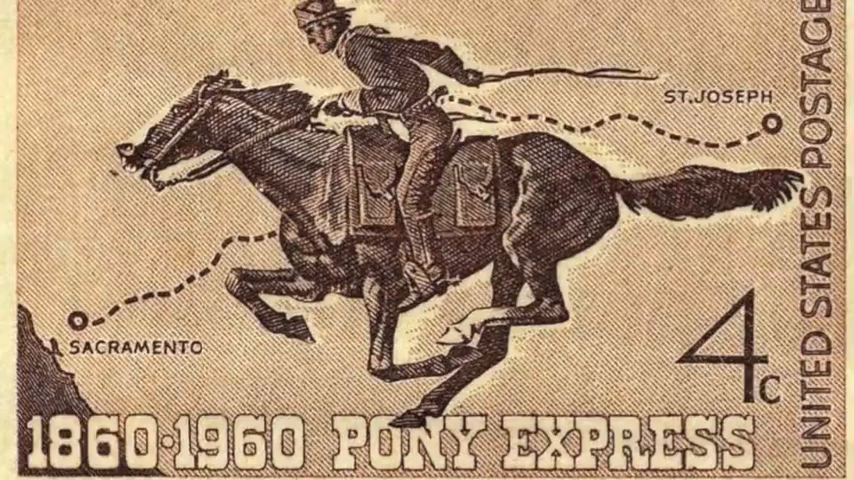 ST.JOSEPH
SACRAMENTO
4c
1860·1960 PONY EXPRESS
UNITED STATES POSTAGE